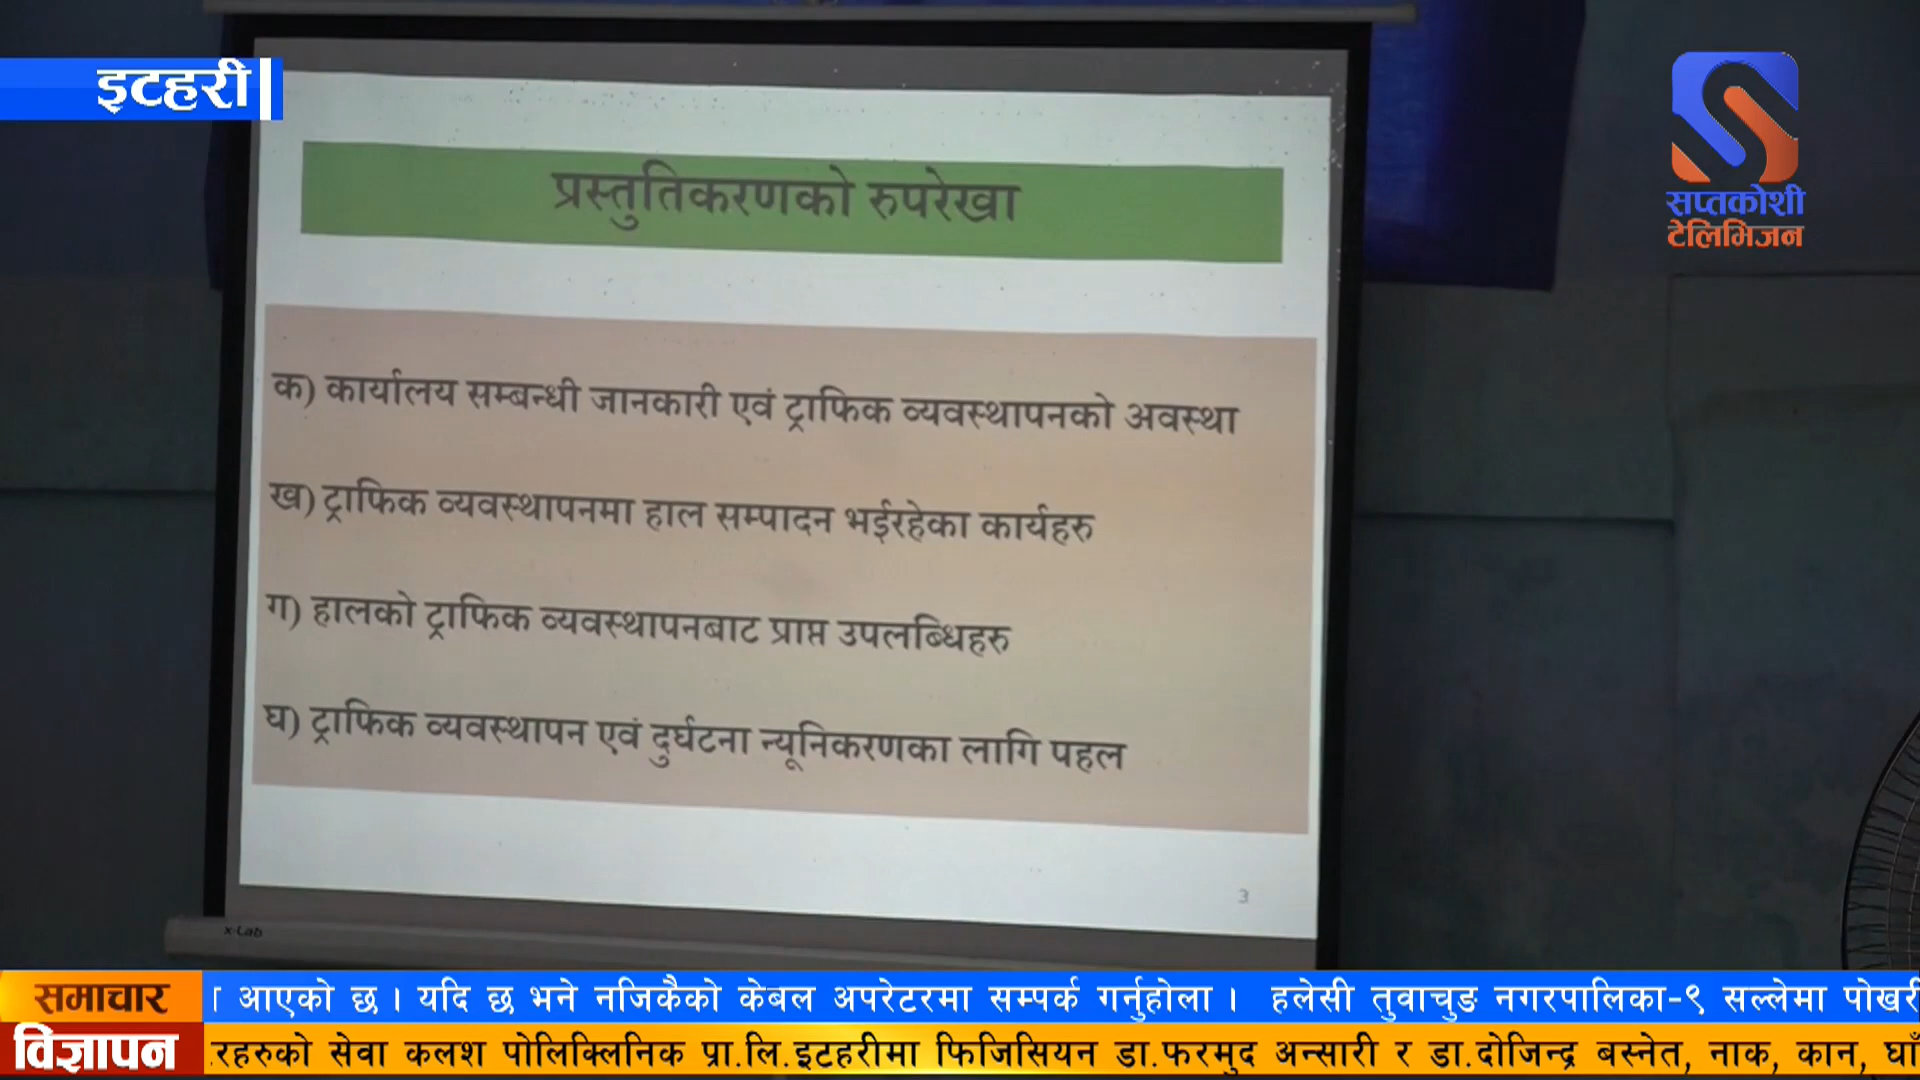 इटहरी
सप्तकोशी
टेलिभिजन
प्रस्तुतिकरणको रुपरेखा
क) कार्यालय सम्बन्धी जानकारी एवं ट्राफिक व्यवस्थापनको अवस्था
ख) ट्राफिक व्यवस्थापनमा हाल सम्पादन भईरहेका कार्यहरु
ग) हालको ट्राफिक व्यवस्थापनबाट प्राप्त उपलब्धिहरु
घ) ट्राफिक व्यवस्थापन एवं दुर्घटना न्यूनिकरणका लागि पहल
3
x-Lab
समाचार आएको छ । यदि छ भने नजिकैको केबल अपरेटरमा सम्पर्क गर्नुहोला । हलेसी तुवाचुङ नगरपालिका-९ सल्लेमा पोखरी
विज्ञापन रहरुको सेवा कलश पोलिक्लिनिक प्रा.लि.इटहरीमा फिजिसियन डा.फरमुद अन्सारी र डा.दोजिन्द्र बस्नेत, नाक, कान, घाँ